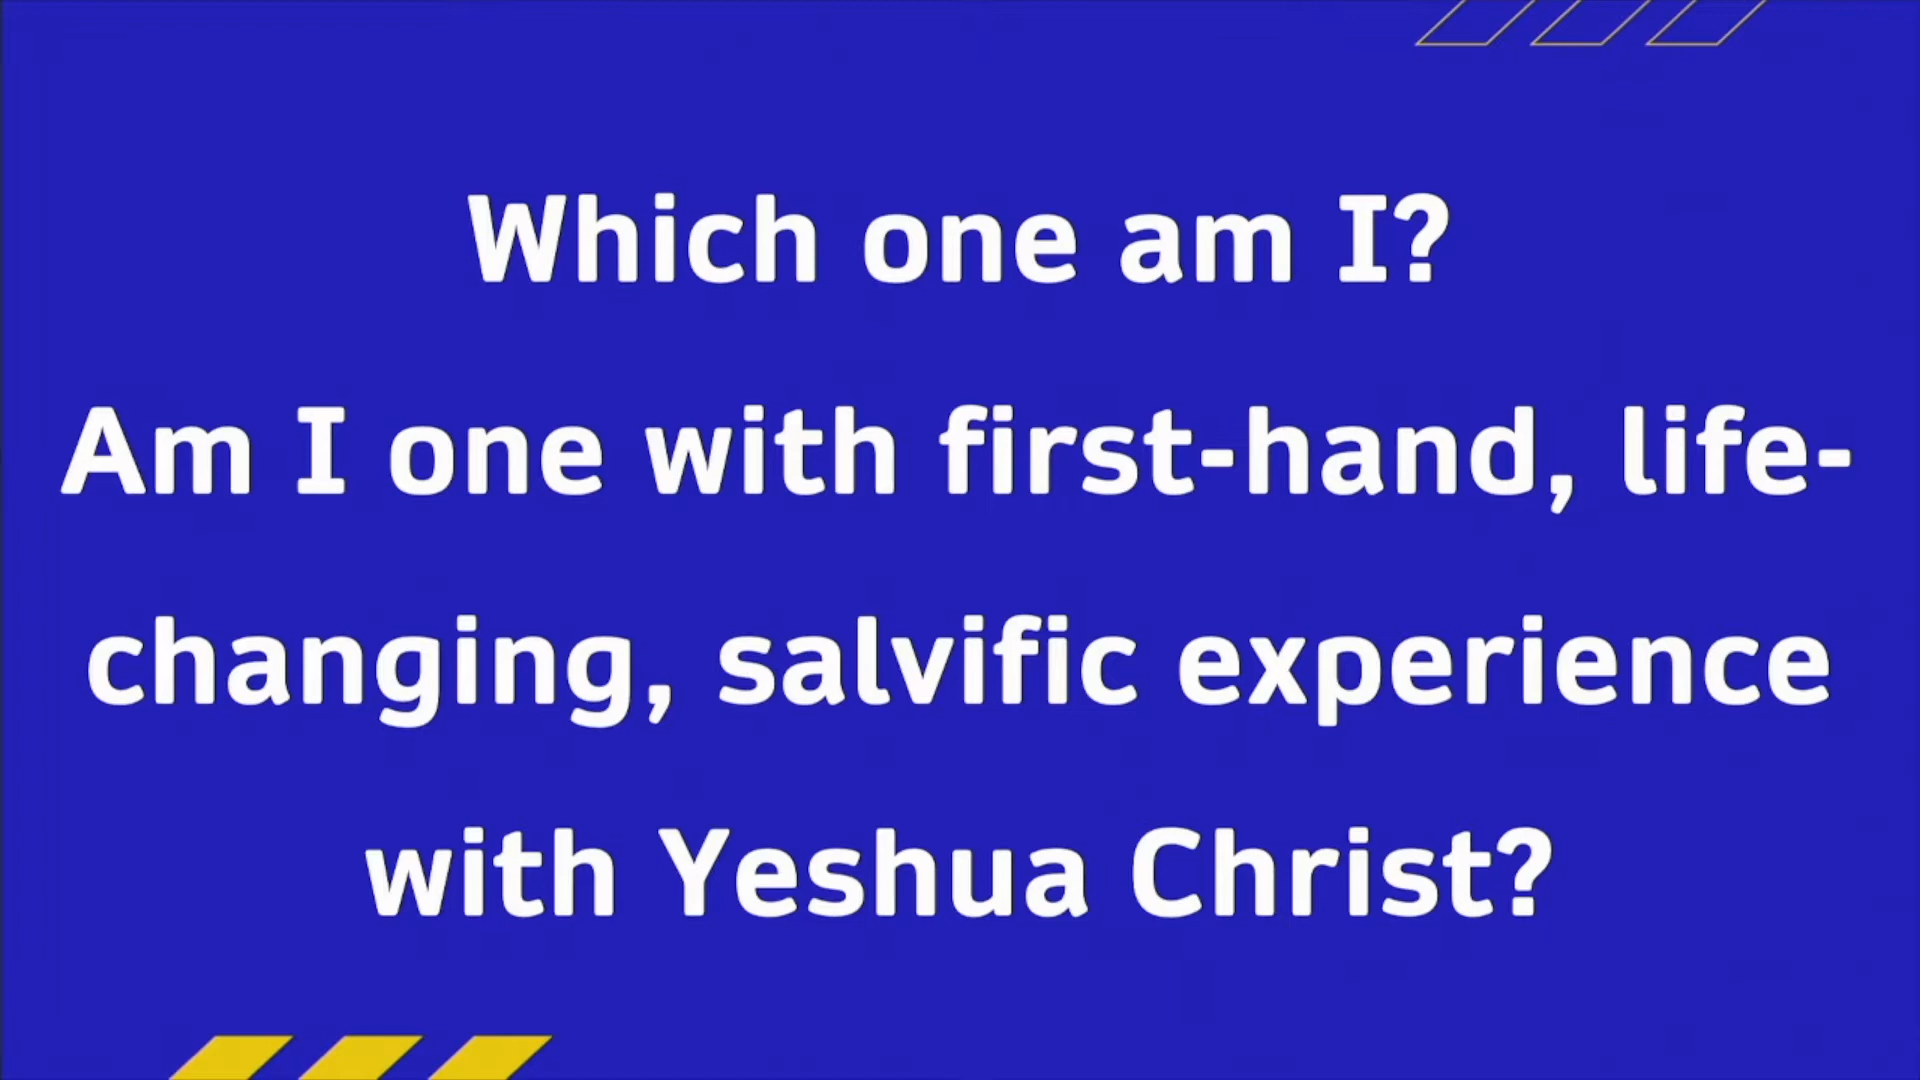 Which one am I?
Am I one with first-hand, life-
changing, salvific experience
with Yeshua Christ?